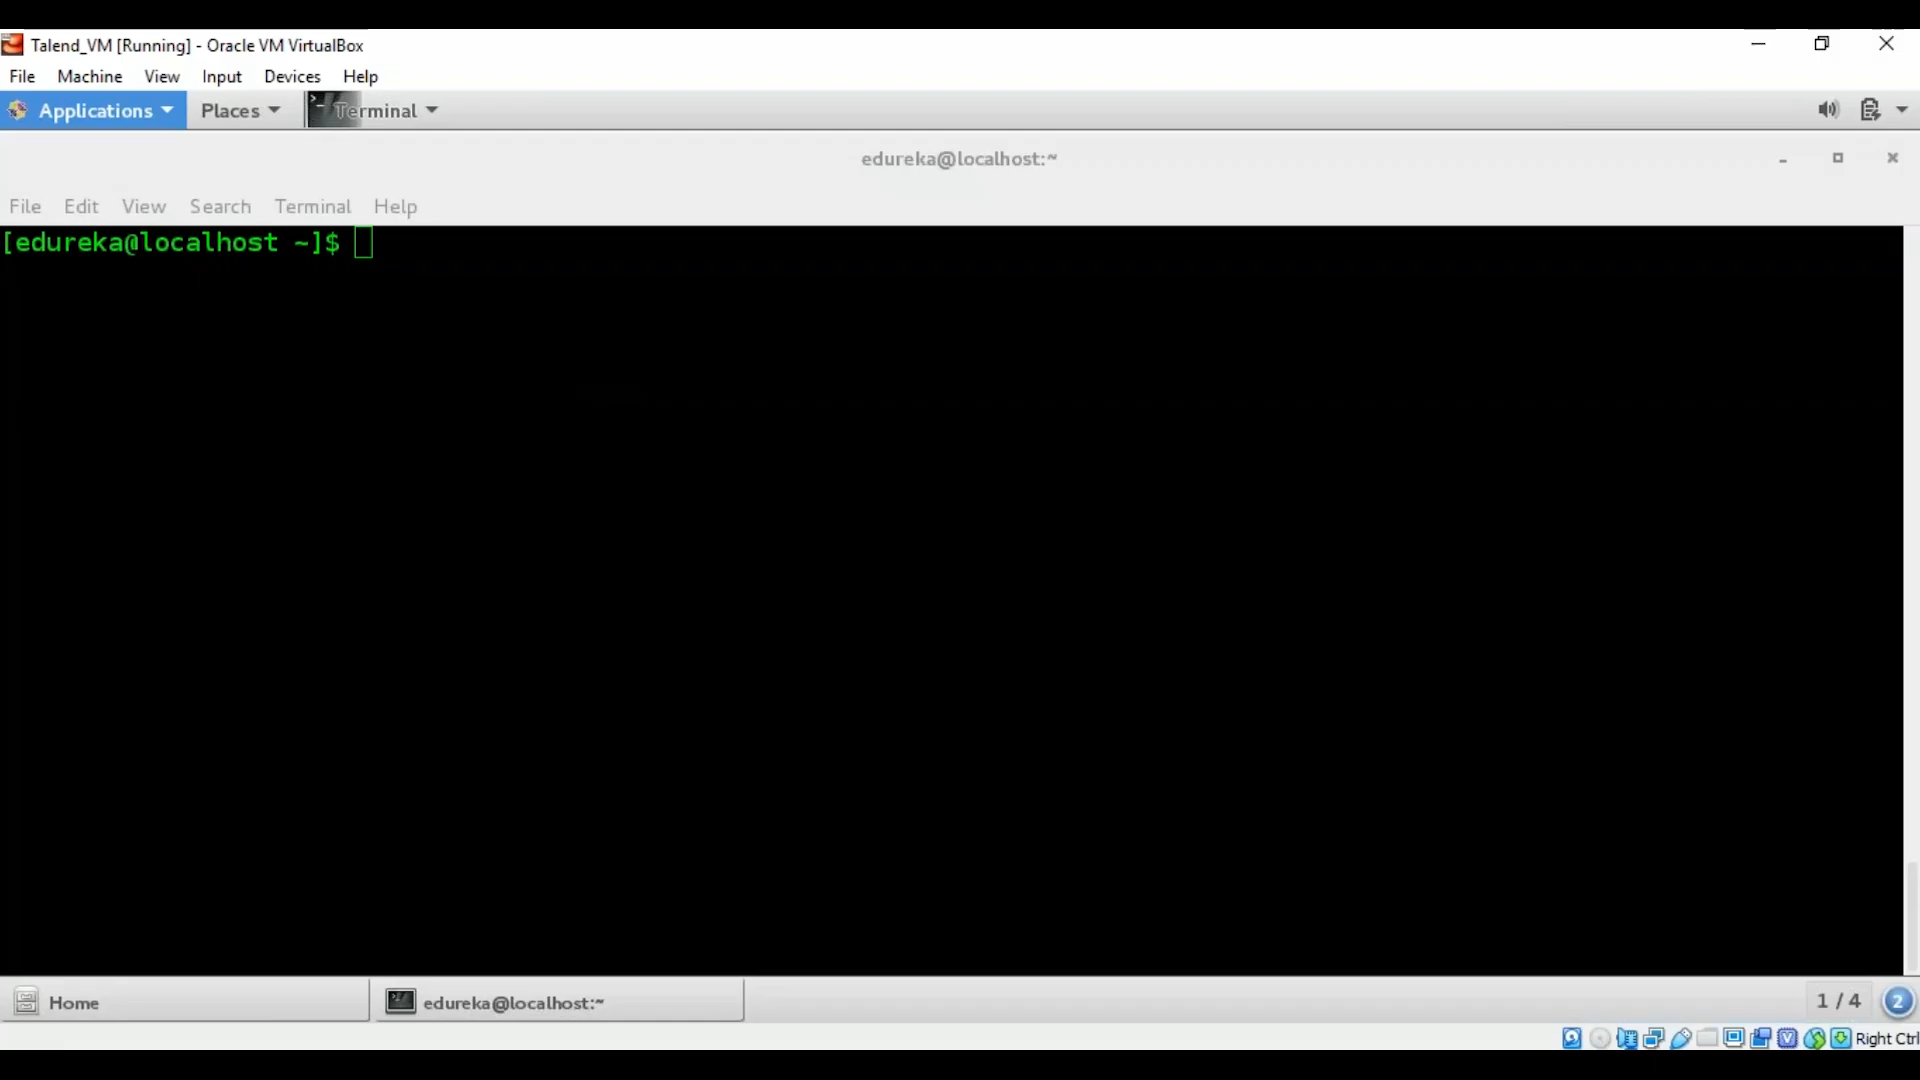 Talend_VM [Running] - Oracle VM VirtualBox
File Machine View Input Devices Help
Applications Places Terminal
edureka@localhost:~
File Edit View Search Terminal Help
[edureka@localhost ~]$
Home edureka@localhost:~ 1 / 4 2
Right Ctrl